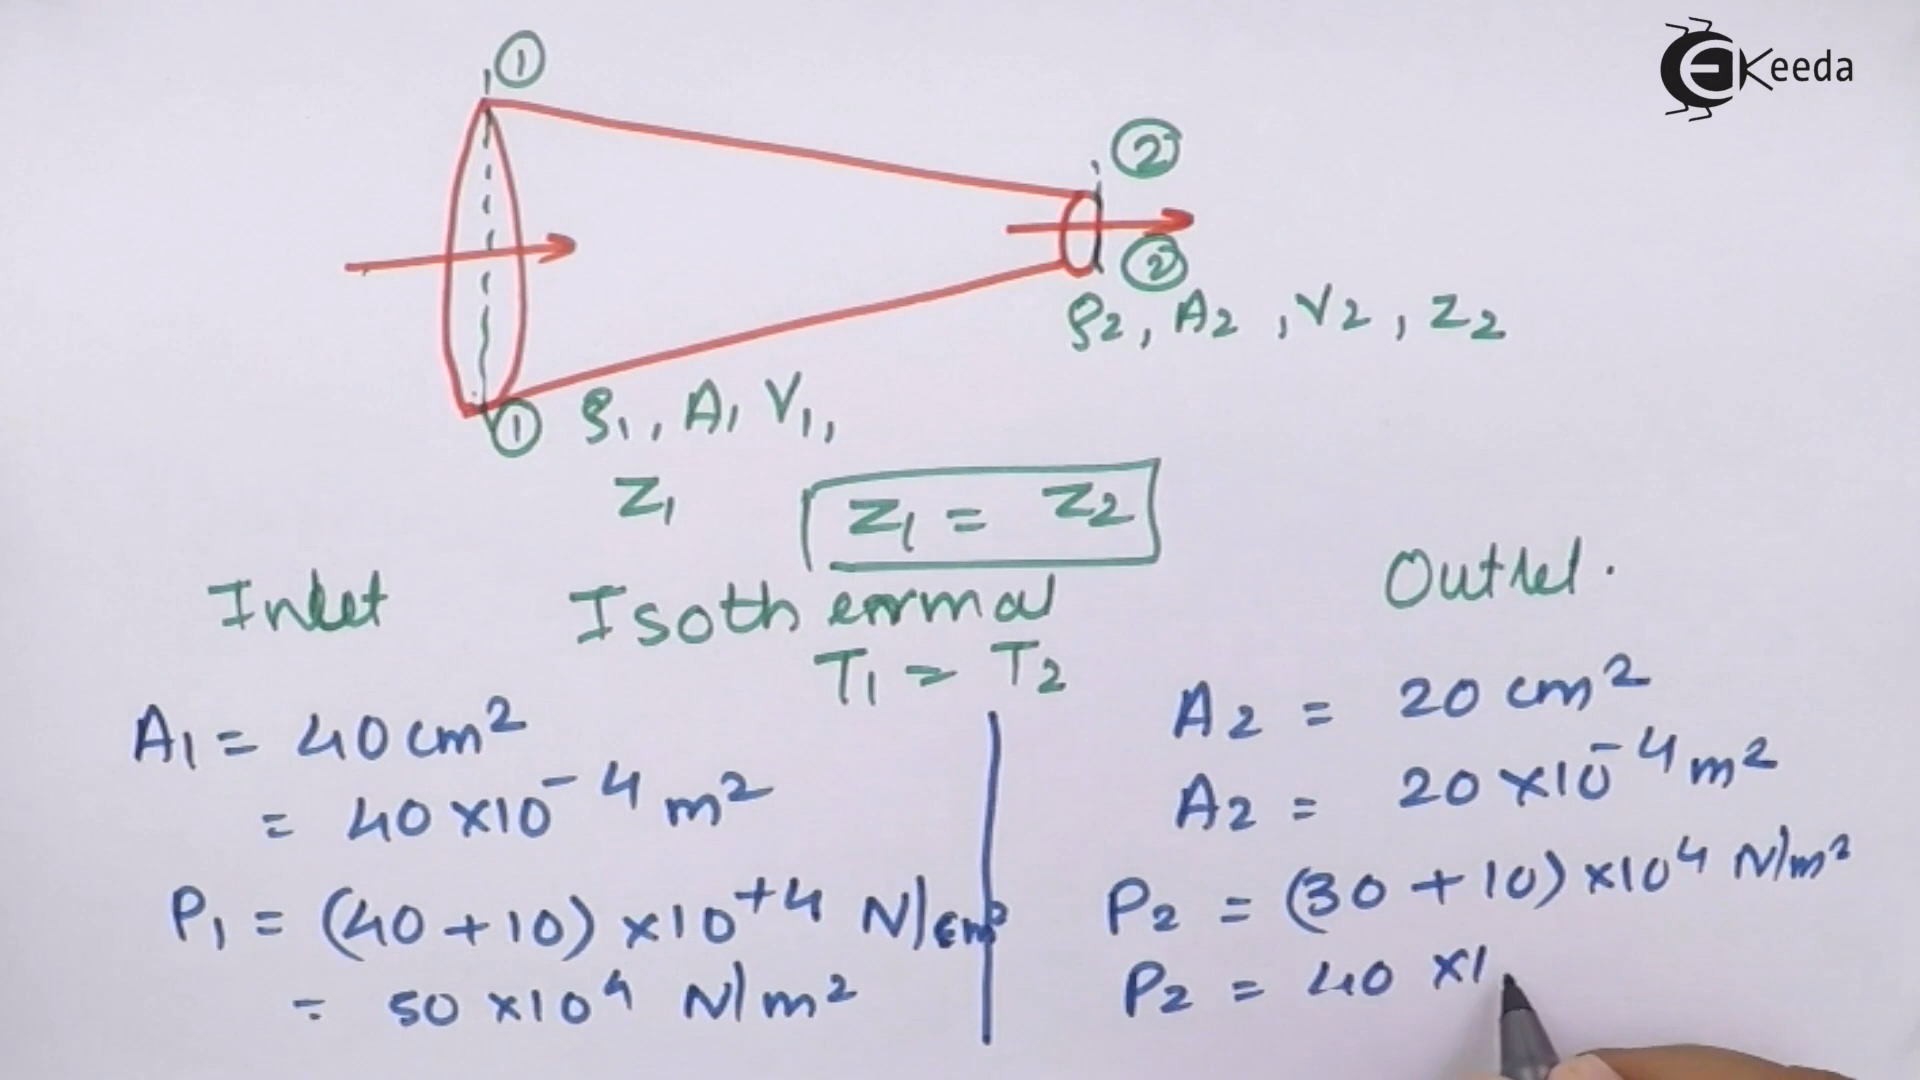 EKeeda
①
②
②
ρ2, A2, V2, Z2
① ρ1, A1 V1,
Z1
Z1 = Z2
Inlet
Isothermal
Outlet.
T1 = T2
A1 = 40 cm²
= 40 ×10⁻⁴ m²
P1 = (40 + 10) ×10⁺⁴ N/m²
= 50 ×10⁴ N/m²
A2 = 20 cm²
A2 = 20 ×10⁻⁴ m²
P2 = (30 + 10) ×10⁴ N/m²
P2 = 40 ×1